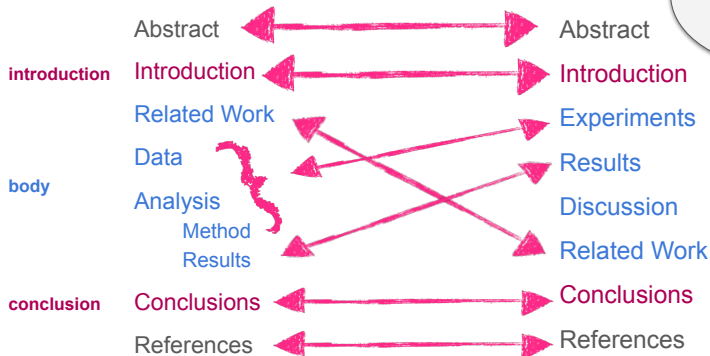 Abstract Abstract
introduction Introduction Introduction
Related Work Experiments
Data Results
body Analysis Discussion
Method
Results Related Work
conclusion Conclusions Conclusions
References References